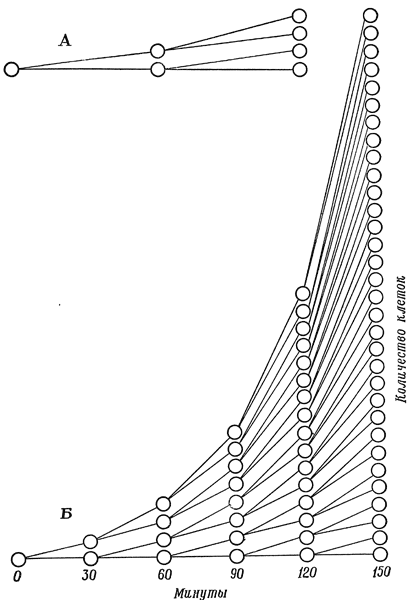 А
Б
Количество клеток
0 30 60 90 120 150
Минуты